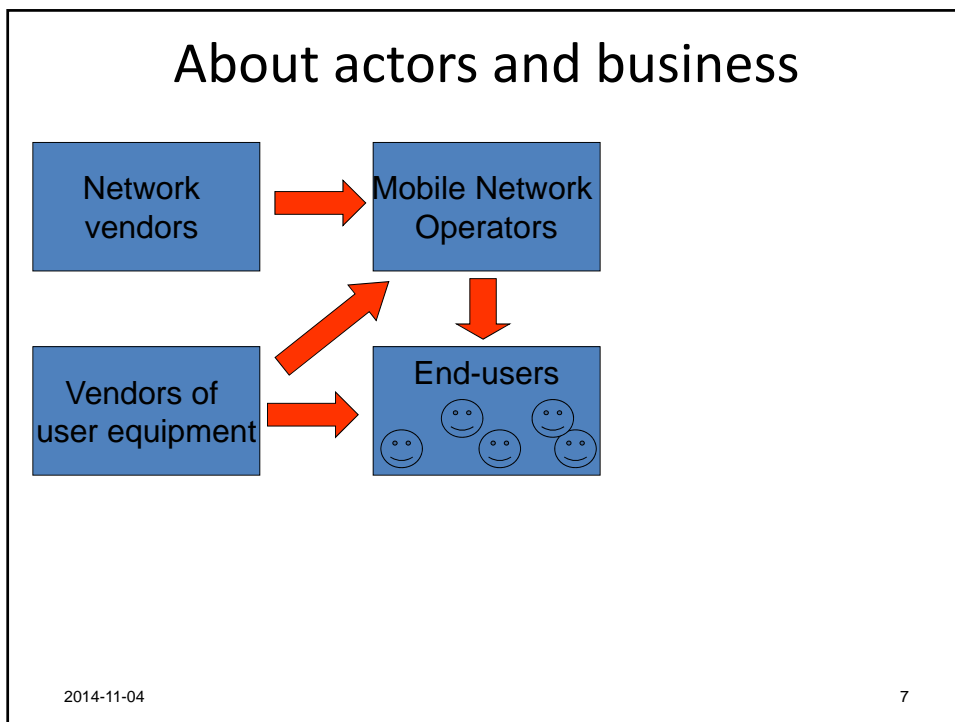 About actors and business
Network
vendors
Mobile Network
Operators
Vendors of
user equipment
End-users
2014-11-04
7